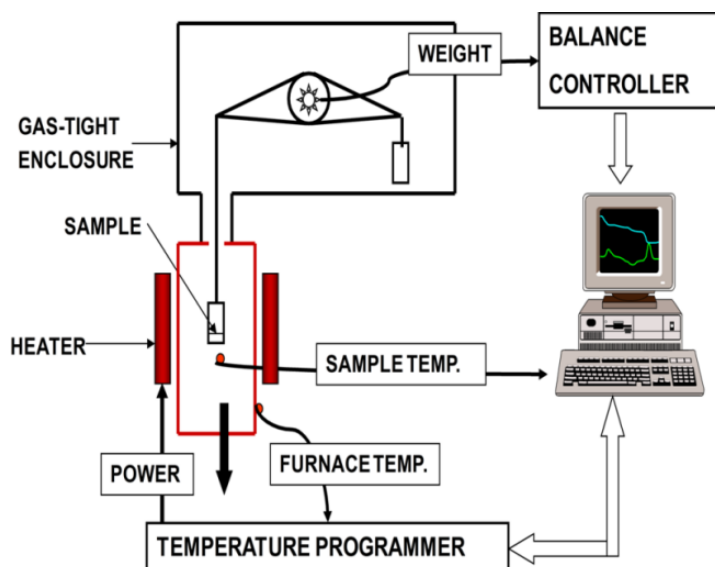 WEIGHT
BALANCE
CONTROLLER
GAS-TIGHT
ENCLOSURE
SAMPLE
HEATER
SAMPLE TEMP.
POWER
FURNACE TEMP.
TEMPERATURE PROGRAMMER